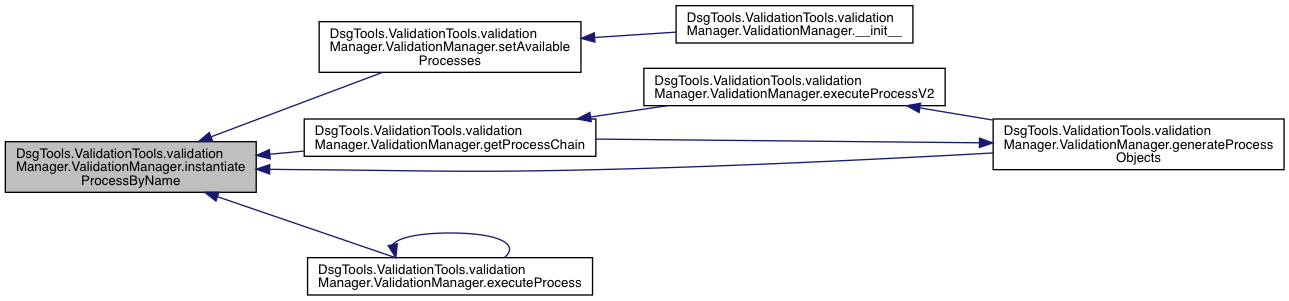 DsgTools.ValidationTools.validation
Manager.ValidationManager.instantiate
ProcessByName
DsgTools.ValidationTools.validation
Manager.ValidationManager.setAvailable
Processes
DsgTools.ValidationTools.validation
Manager.ValidationManager.__init__
DsgTools.ValidationTools.validation
Manager.ValidationManager.getProcessChain
DsgTools.ValidationTools.validation
Manager.ValidationManager.executeProcessV2
DsgTools.ValidationTools.validation
Manager.ValidationManager.generateProcess
Objects
DsgTools.ValidationTools.validation
Manager.ValidationManager.executeProcess